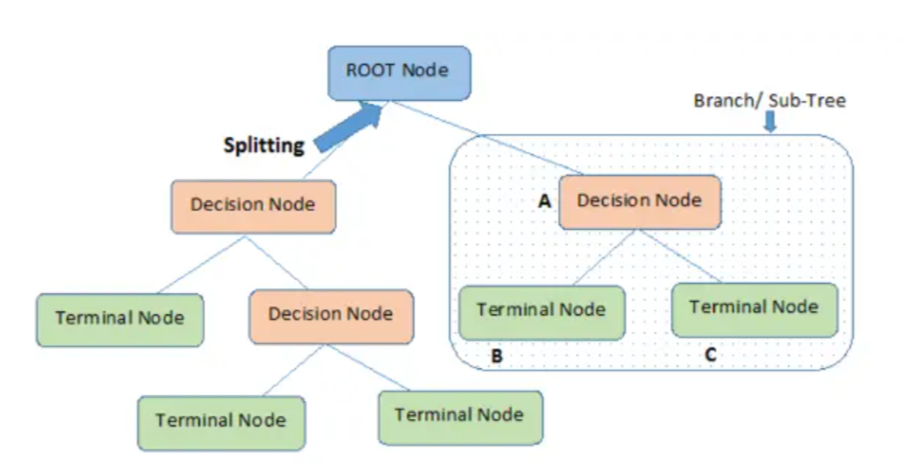 ROOT Node
Branch/ Sub-Tree
Splitting
Decision Node
A Decision Node
Terminal Node
Decision Node
Terminal Node
Terminal Node
B
C
Terminal Node
Terminal Node